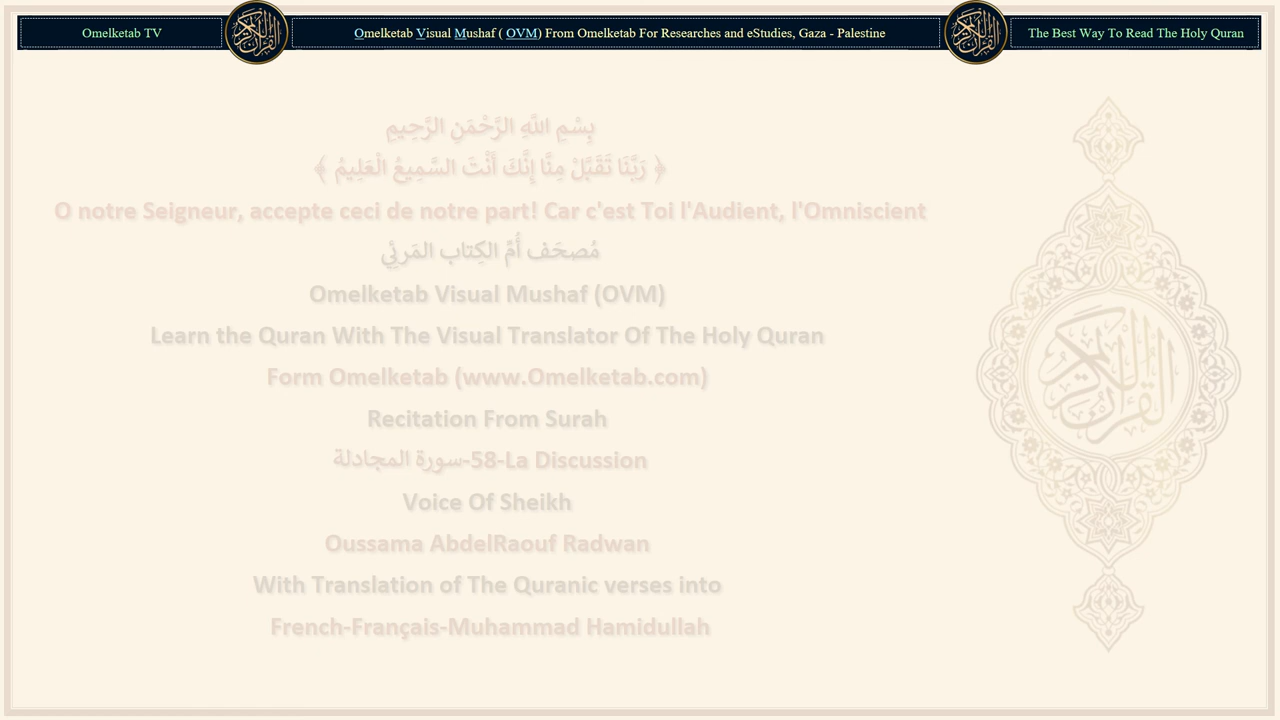 Omelketab TV
Omelketab Visual Mushaf ( OVM) From Omelketab For Researches and eStudies, Gaza - Palestine
The Best Way To Read The Holy Quran
بِسْمِ اللَّهِ الرَّحْمَنِ الرَّحِيمِ
﴿ رَبَّنَا تَقَبَّلْ مِنَّا إِنَّكَ أَنْتَ السَّمِيعُ الْعَلِيمُ ﴾
O notre Seigneur, accepte ceci de notre part! Car c'est Toi l'Audient, l'Omniscient
مُصحَف أُمِّ الكِتاب المَرئِي
Omelketab Visual Mushaf (OVM)
Learn the Quran With The Visual Translator Of The Holy Quran
Form Omelketab (www.Omelketab.com)
Recitation From Surah
سورة المجادلة-58-La Discussion
Voice Of Sheikh
Oussama AbdelRaouf Radwan
With Translation of The Quranic verses into
French-Français-Muhammad Hamidullah
القرآن الكريم